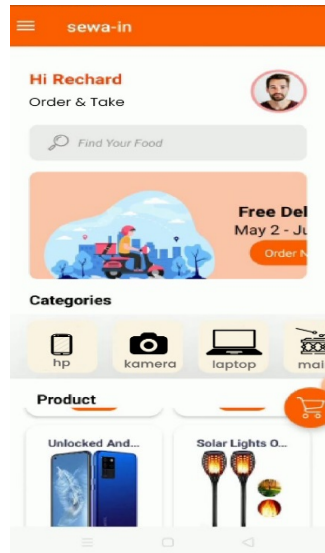 sewa-in
Hi Rechard
Order & Take
Find Your Food
Free Del
May 2 - Ju
Order N
Categories
hp
kamera
laptop
mai
Product
Unlocked And...
Solar Lights O...